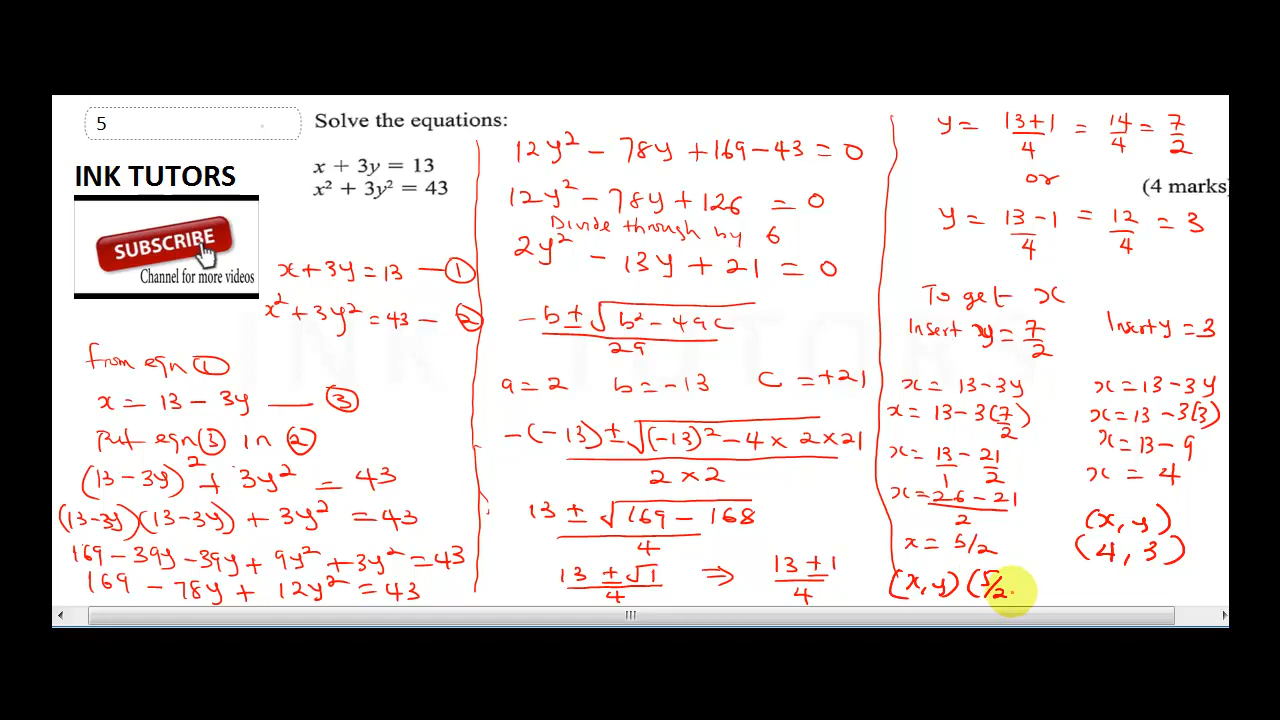 5
Solve the equations:
INK TUTORS
x + 3y = 13
x² + 3y² = 43
(4 marks)
SUBSCRIBE
Channel for more videos
x + 3y = 13 — ①
x² + 3y² = 43 — ②
from eqn ①
x = 13 - 3y — ③
Put eqn ③ in ②
(13 - 3y)² + 3y² = 43
(13-3y)(13-3y) + 3y² = 43
169 - 39y - 39y + 9y² + 3y² = 43
169 - 78y + 12y² = 43
12y² - 78y + 169 - 43 = 0
12y² - 78y + 126 = 0
Divide through by 6
2y² - 13y + 21 = 0
-b ± √b² - 4ac
2a
a = 2 b = -13 c = +21
-(-13) ± √(-13)² - 4 × 2 × 21
2 × 2
13 ± √169 - 168
4
13 ± √1 ⇒ 13 ± 1
4 4
y = 13+1 = 14 = 7
4 4 2
or
y = 13 - 1 = 12 = 3
4 4
To get x
Insert y = 7
2
x = 13 - 3y
x = 13 - 3(7)
2
x = 13 - 21
1 2
x = 26 - 21
2
x = 5/2
(x, y) (5/2
Insert y = 3
x = 13 - 3y
x = 13 - 3(3)
x = 13 - 9
x = 4
(x, y)
(4, 3)
INK TUTORS